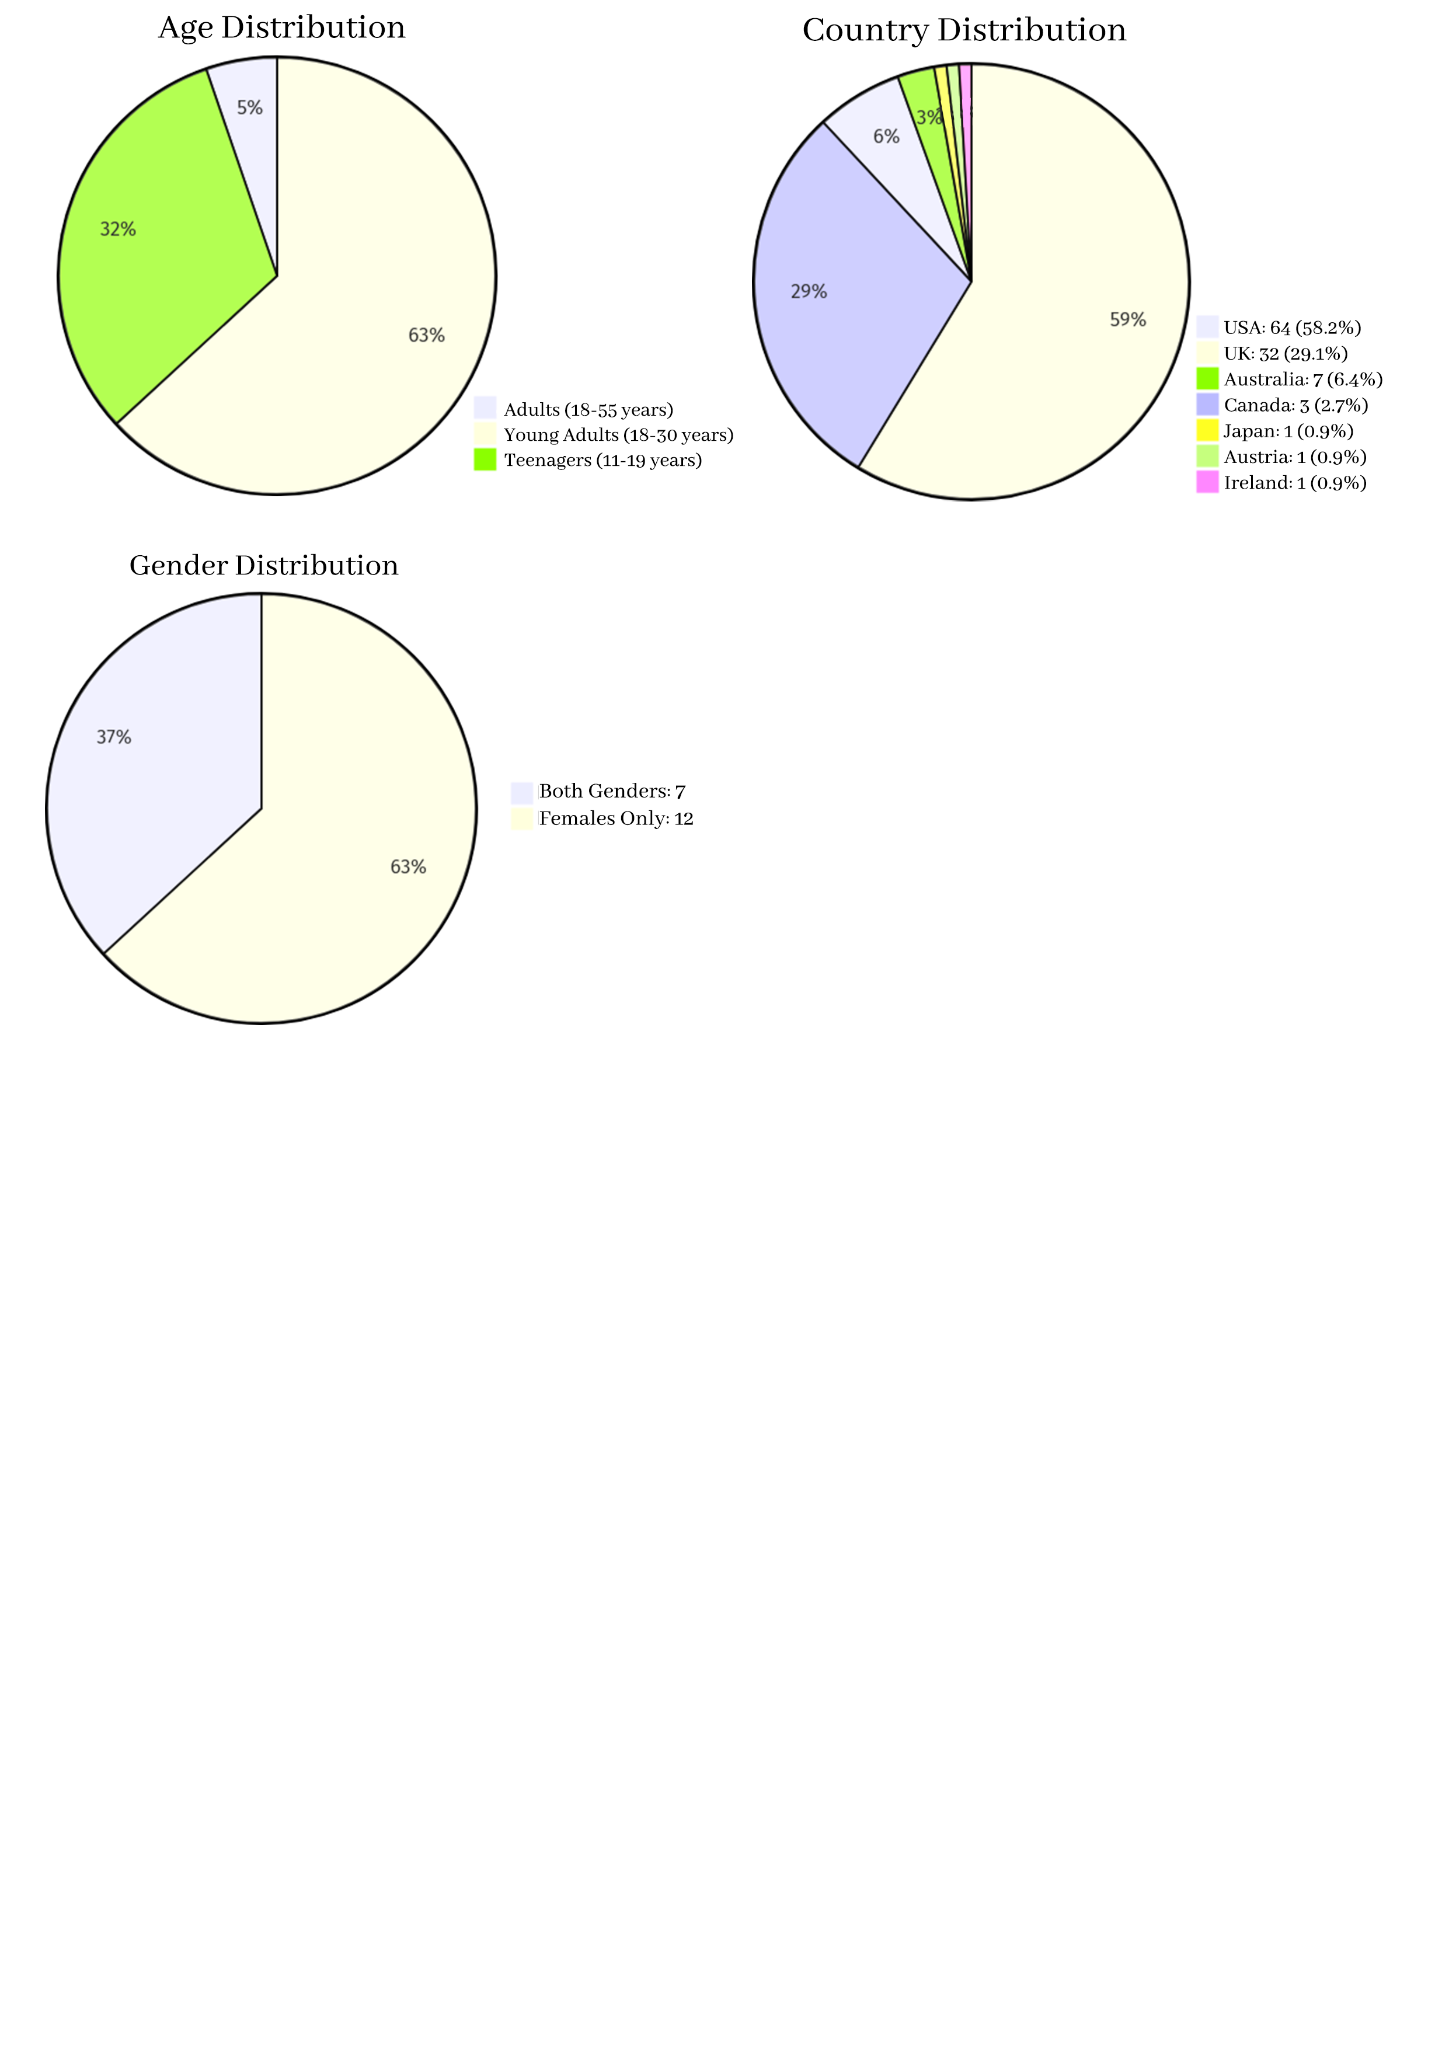 Age Distribution
5%
32%
63%
Adults (18-55 years)
Young Adults (18-30 years)
Teenagers (11-19 years)
Country Distribution
3%
6%
29%
59%
USA: 64 (58.2%)
UK: 32 (29.1%)
Australia: 7 (6.4%)
Canada: 3 (2.7%)
Japan: 1 (0.9%)
Austria: 1 (0.9%)
Ireland: 1 (0.9%)
Gender Distribution
37%
63%
Both Genders: 7
Females Only: 12